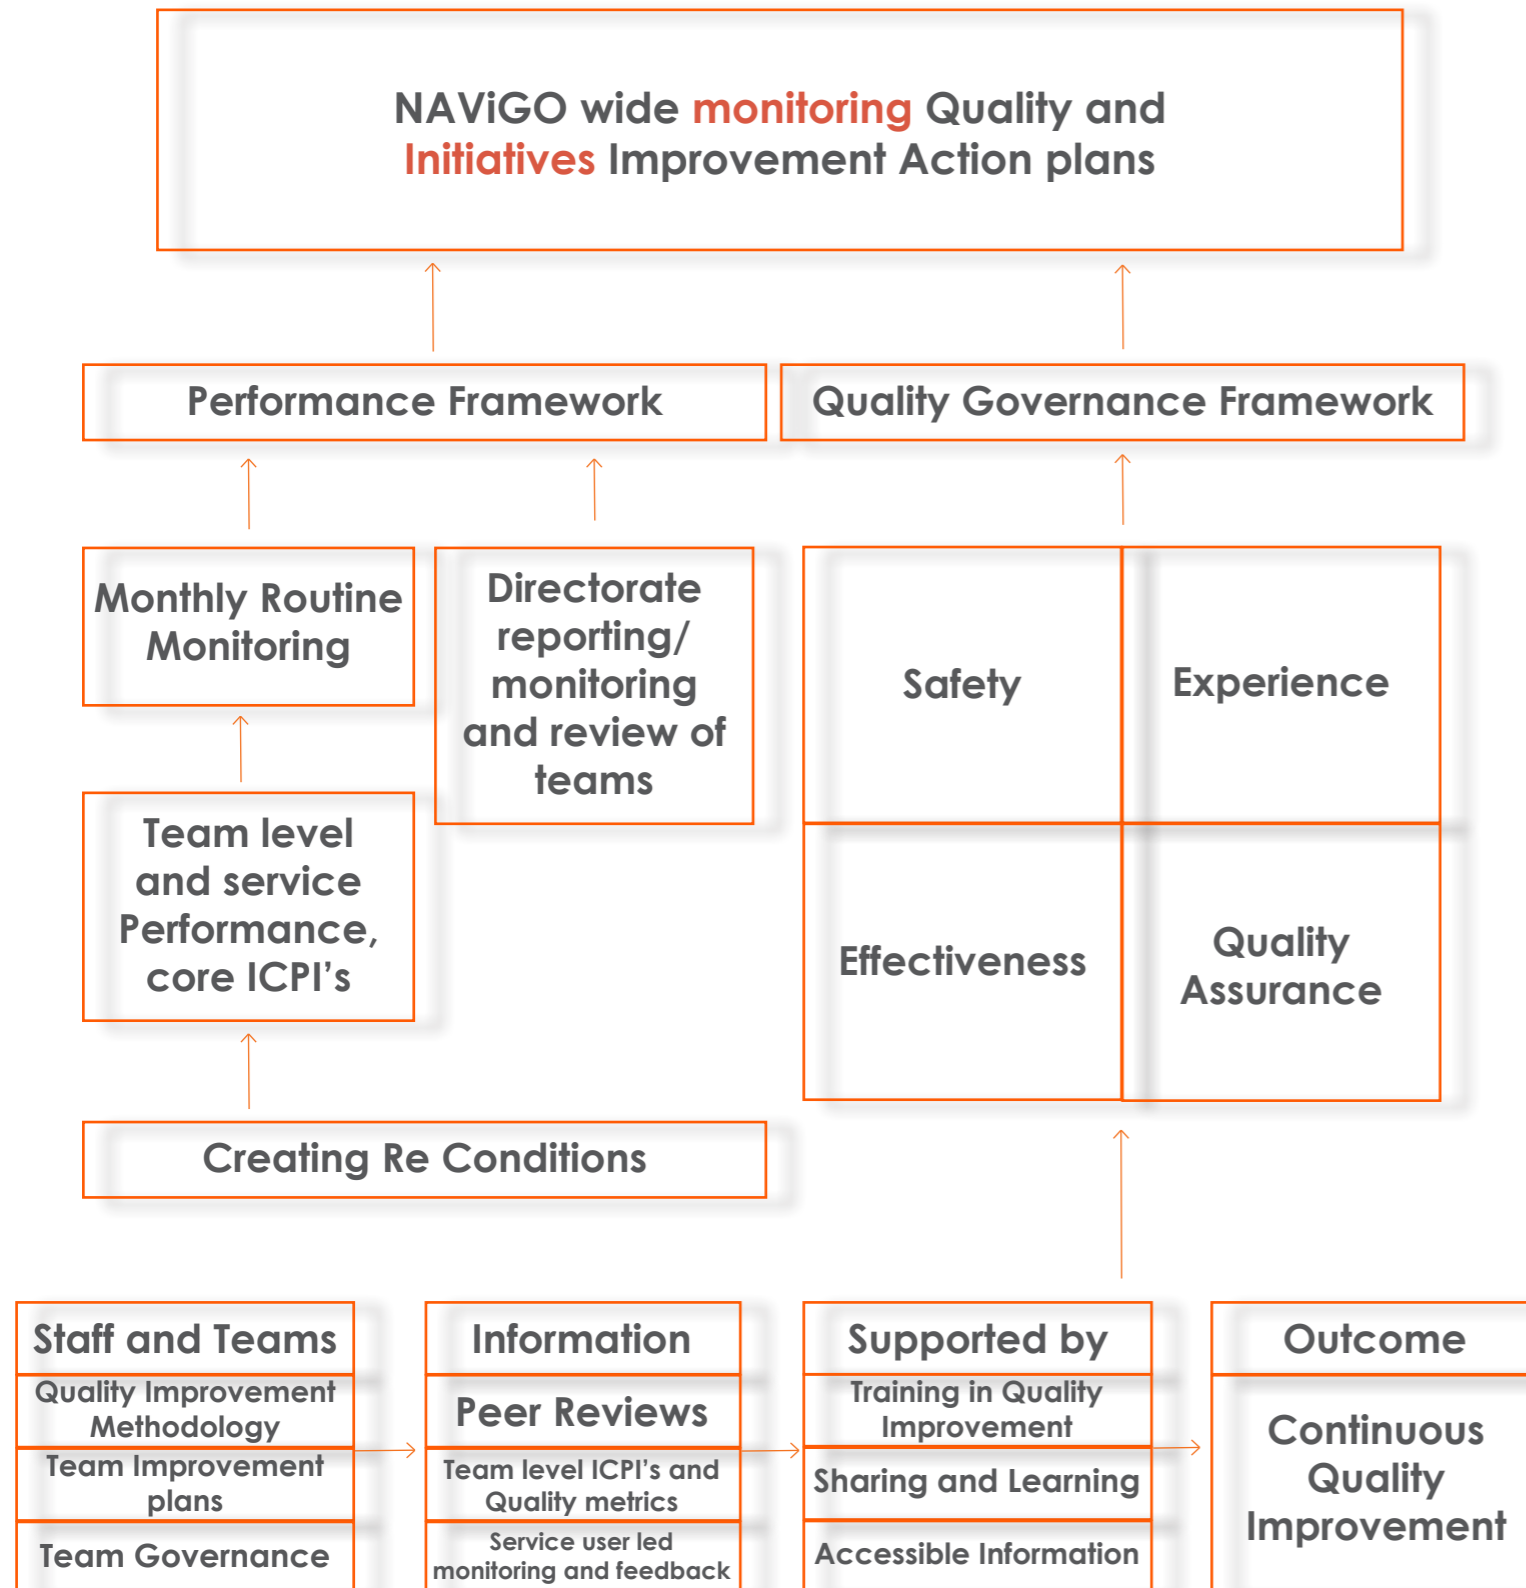 NAViGO wide monitoring Quality and
Initiatives Improvement Action plans
Performance Framework
Quality Governance Framework
Monthly Routine
Monitoring
Directorate
reporting/
monitoring
and review of
teams
Safety
Experience
Team level
and service
Performance,
core ICPI's
Effectiveness
Quality
Assurance
Creating Re Conditions
Staff and Teams
Quality Improvement
Methodology
Team Improvement
plans
Team Governance
Information
Peer Reviews
Team level ICPI's and
Quality metrics
Service user led
monitoring and feedback
Supported by
Training in Quality
Improvement
Sharing and Learning
Accessible Information
Outcome
Continuous
Quality
Improvement